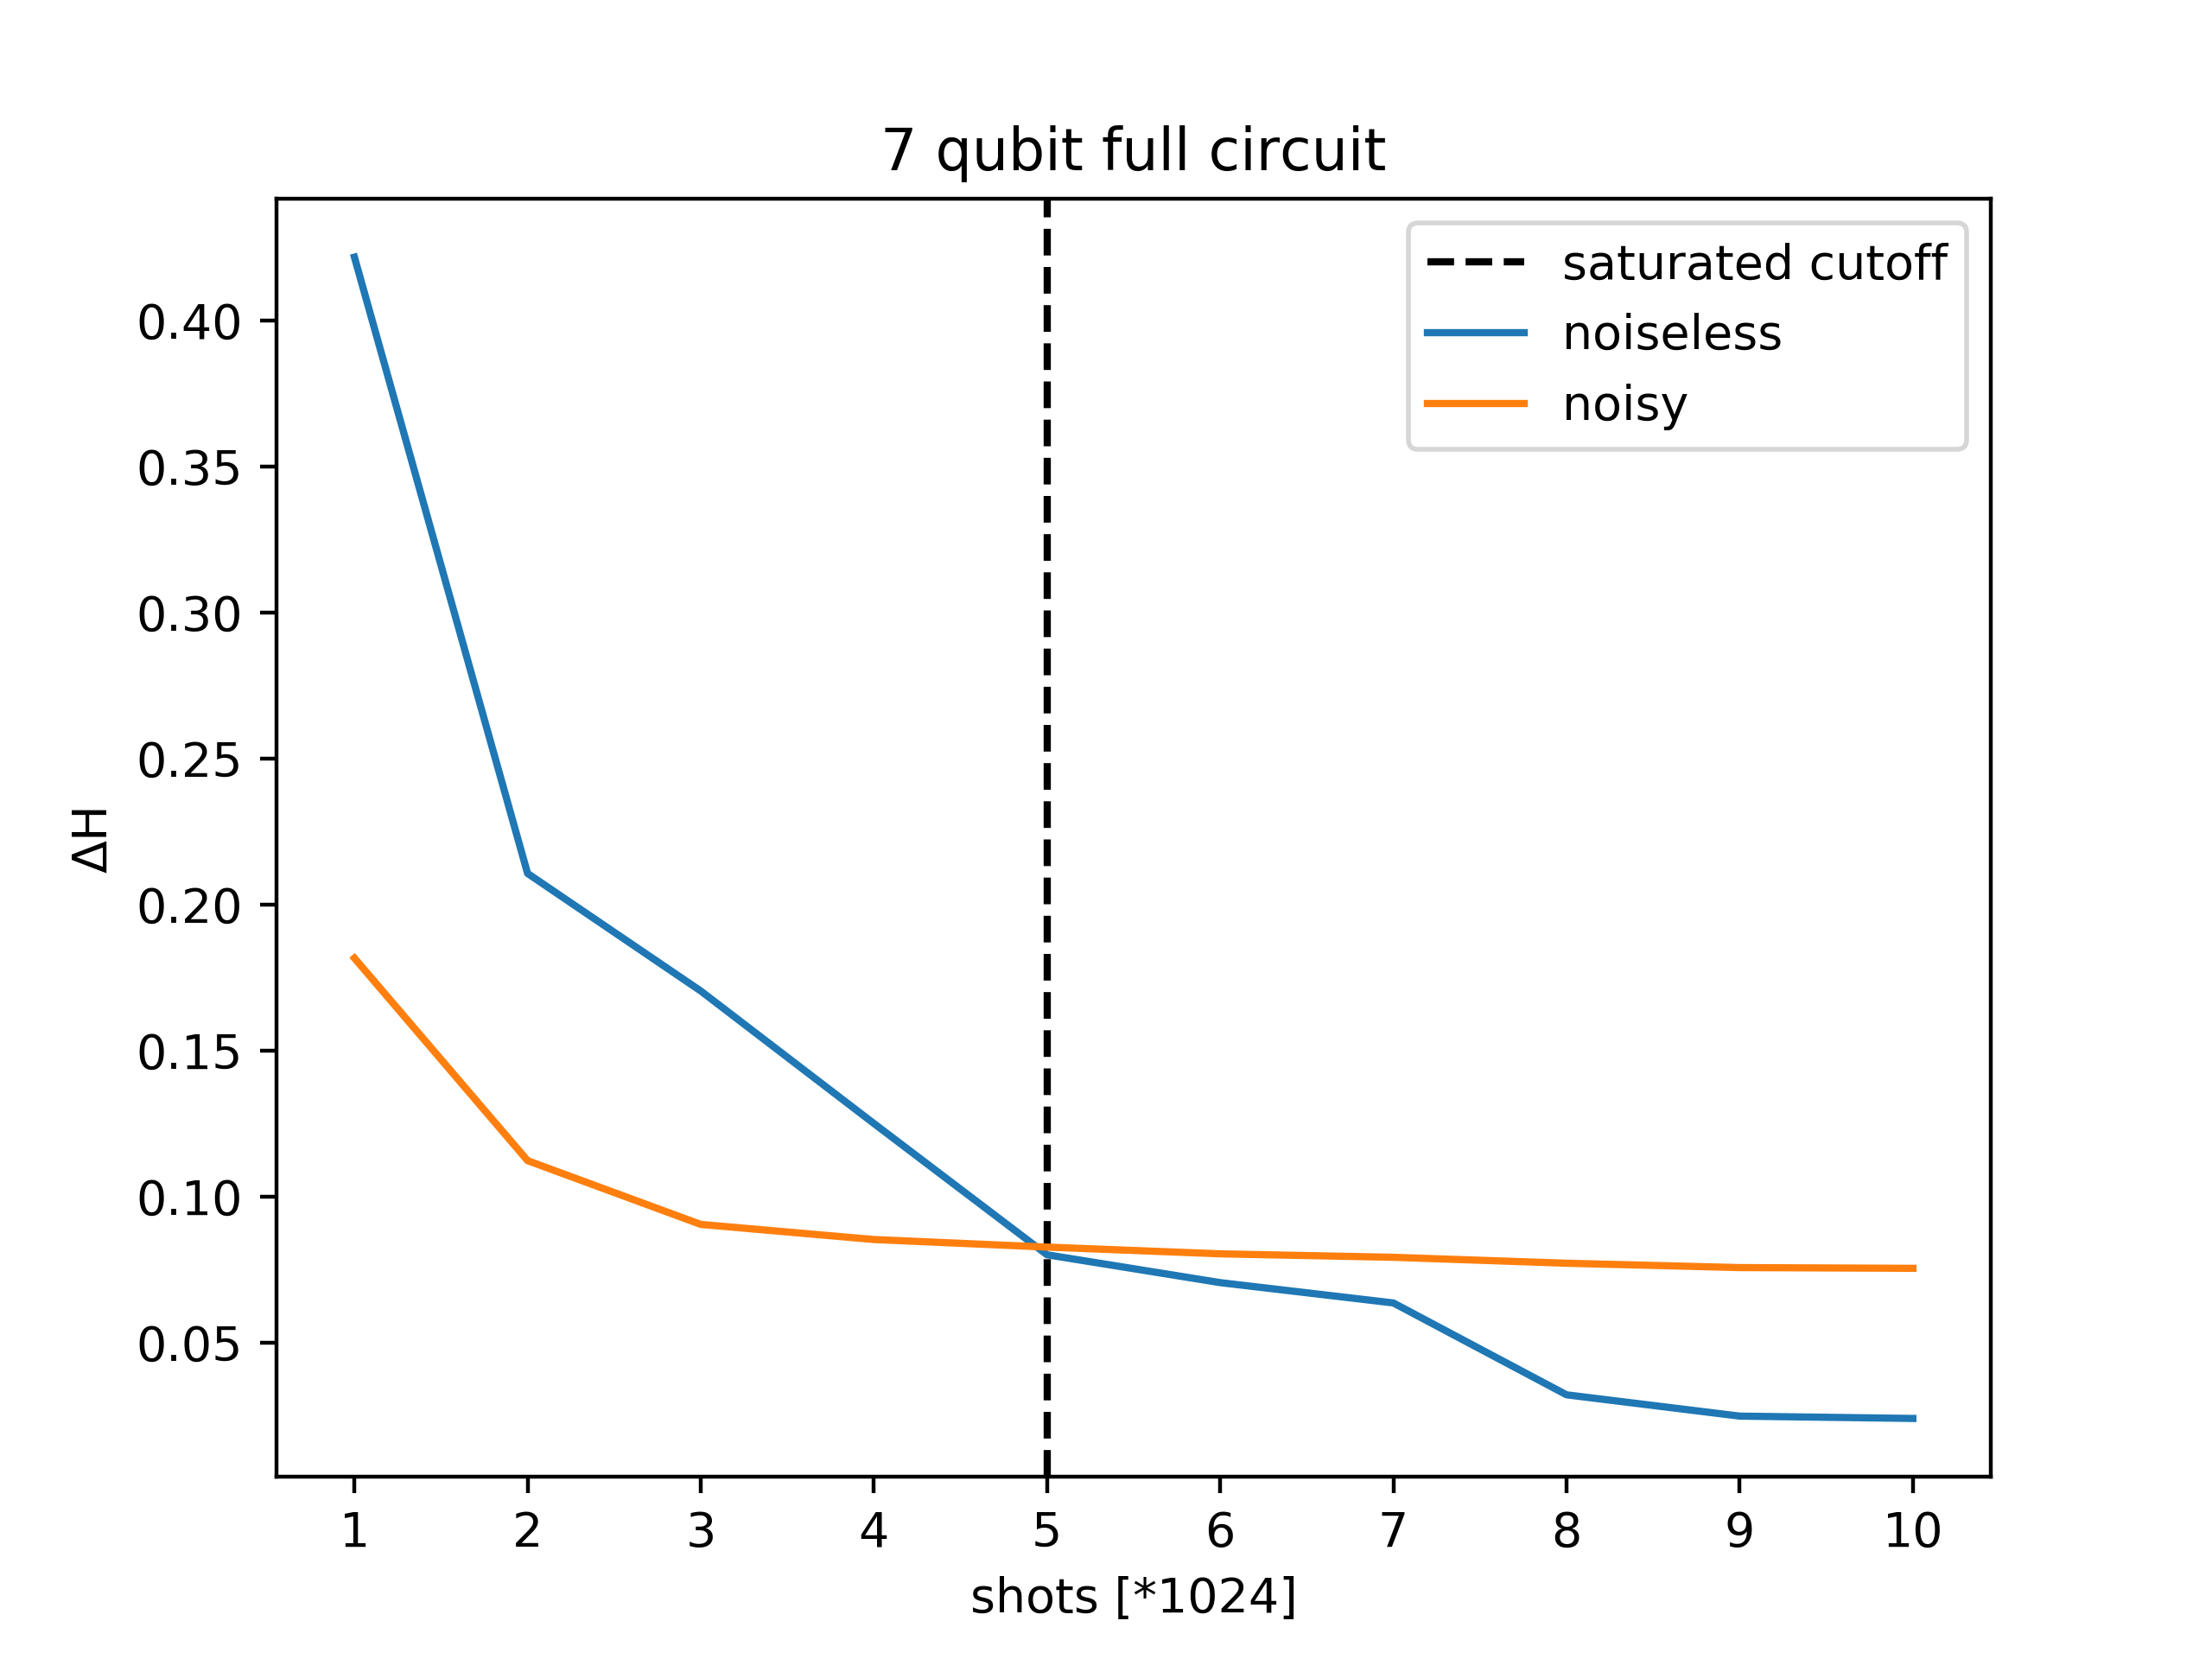 7 qubit full circuit
saturated cutoff
noiseless
noisy
0.40
0.35
0.30
0.25
0.20
0.15
0.10
0.05
ΔH
1 2 3 4 5 6 7 8 9 10
shots [*1024]